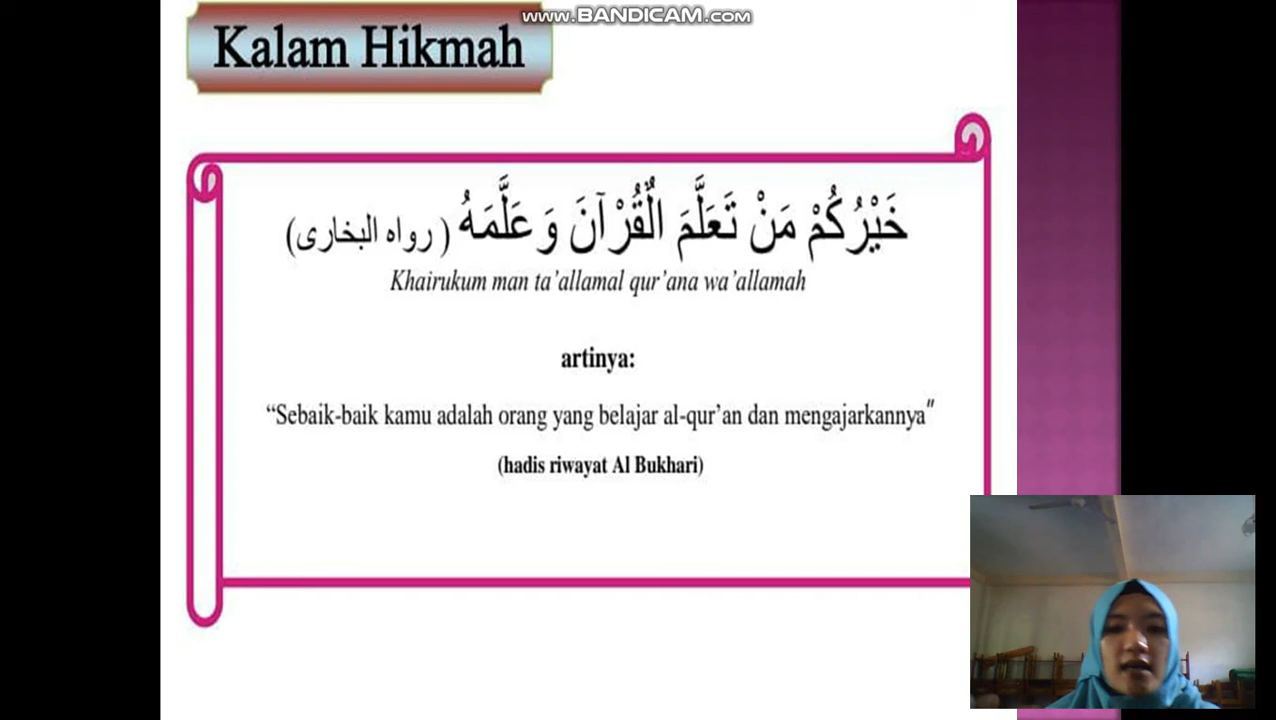 www.BANDICAM.com
Kalam Hikmah
خَيْرُكُمْ مَنْ تَعَلَّمَ الْقُرْآنَ وَ عَلَّمَهُ ( رواه البخارى)
Khairukum man ta’allamal qur’ana wa’allamah
artinya:
“Sebaik-baik kamu adalah orang yang belajar al-qur’an dan mengajarkannya”
(hadis riwayat Al Bukhari)